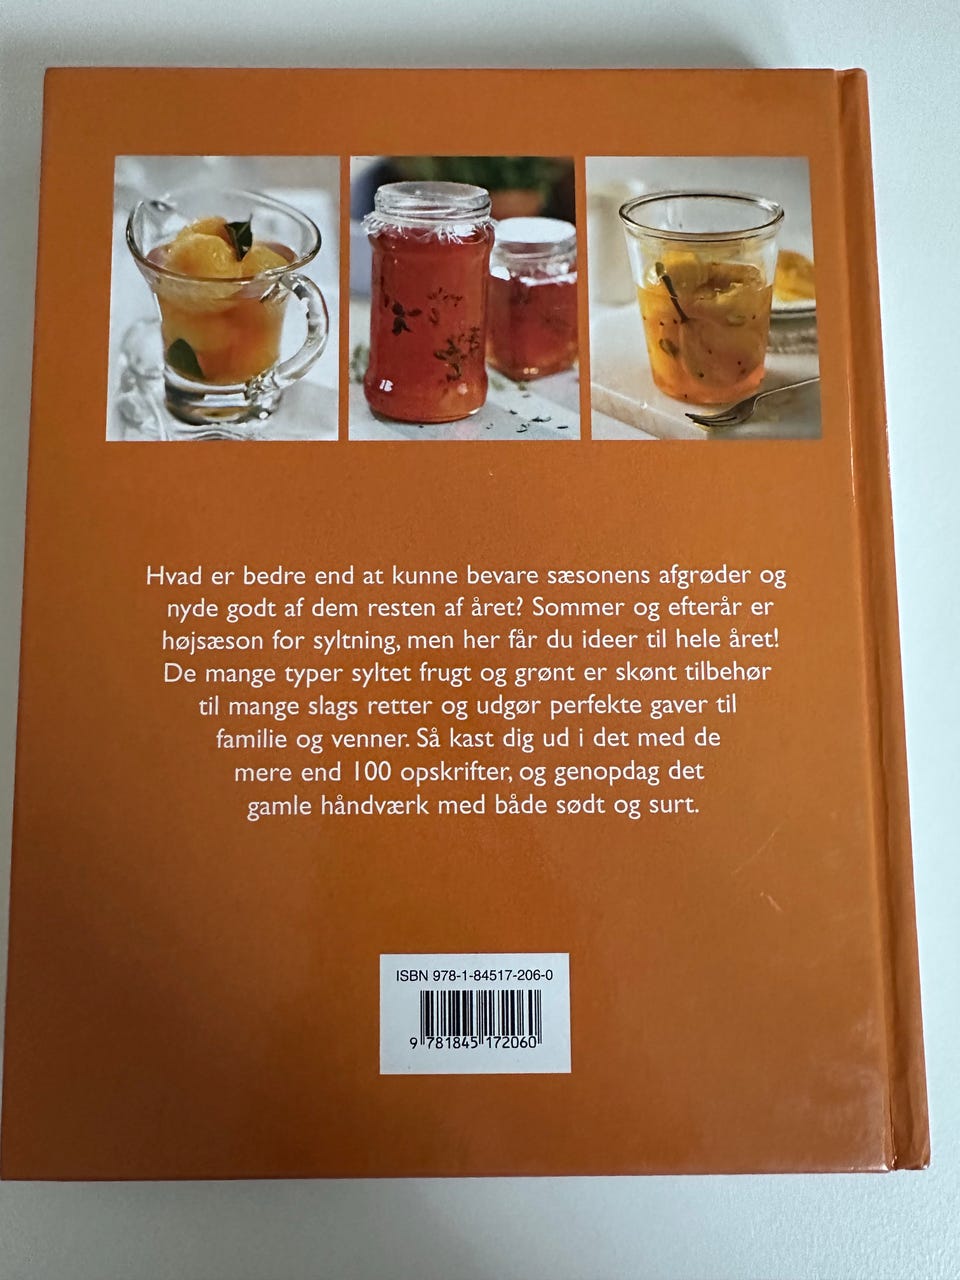 Hvad er bedre end at kunne bevare sæsonens afgrøder og
nyde godt af dem resten af året? Sommer og efterår er
højsæson for syltning, men her får du ideer til hele året!
De mange typer syltet frugt og grønt er skønt tilbehør
til mange slags retter og udgør perfekte gaver til
familie og venner. Så kast dig ud i det med de
mere end 100 opskrifter, og genopdag det
gamle håndværk med både sødt og surt.
ISBN 978-1-84517-206-0
9 781845 172060